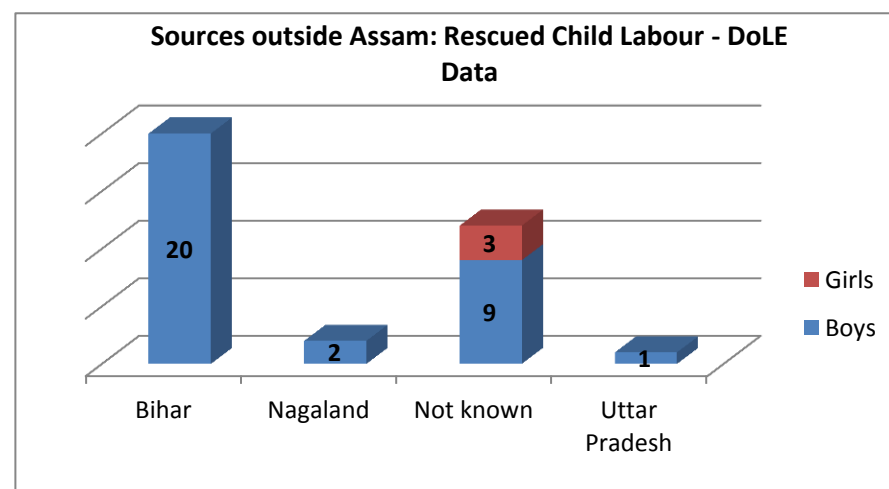 Sources outside Assam: Rescued Child Labour - DoLE
Data
20
2
3
9
1
Girls
Boys
Bihar
Nagaland
Not known
Uttar
Pradesh